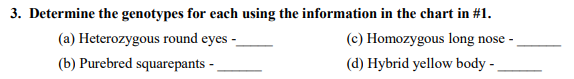 3. Determine the genotypes for each using the information in the chart in #1.
(a) Heterozygous round eyes -_____ (c) Homozygous long nose - ______
(b) Purebred squarepants - ______ (d) Hybrid yellow body - ______